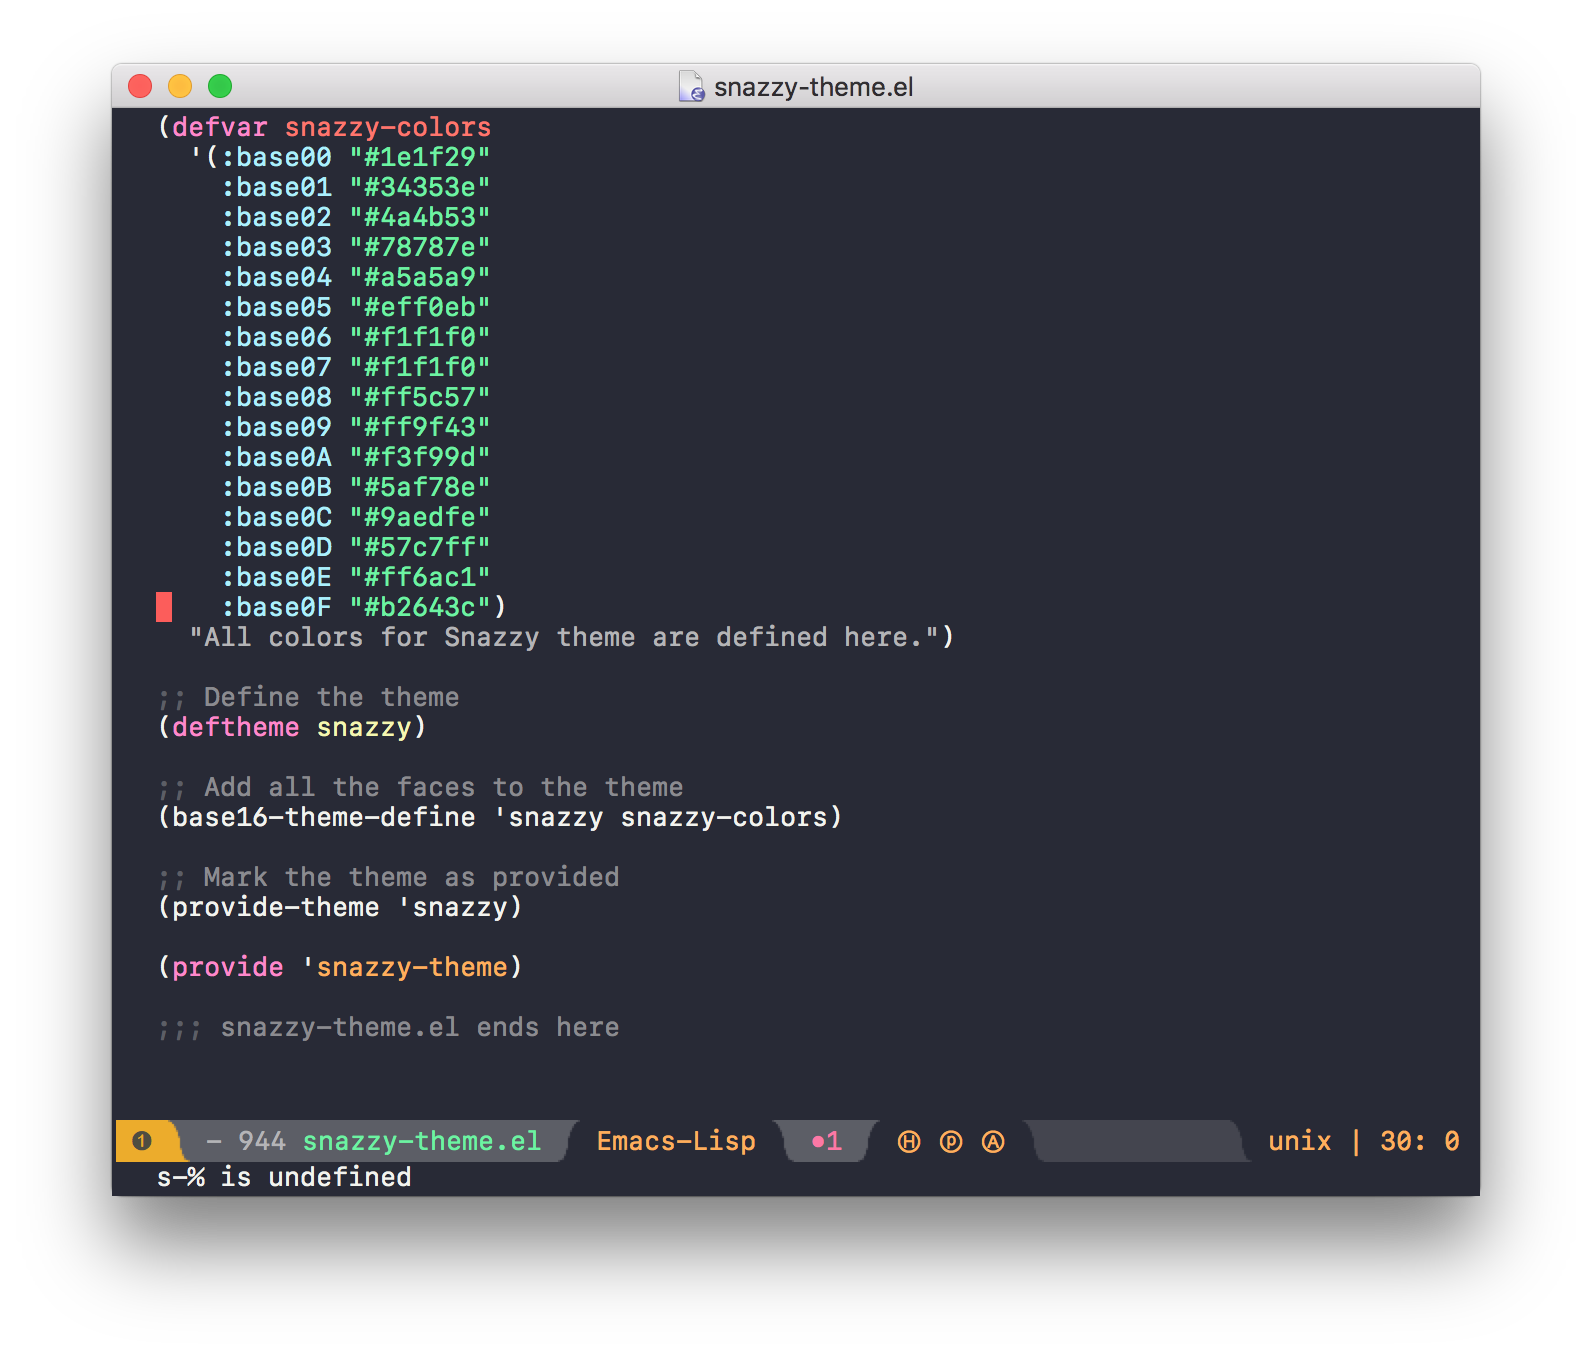 snazzy-theme.el
(defvar snazzy-colors
'(:base00 "#1e1f29"
:base01 "#34353e"
:base02 "#4a4b53"
:base03 "#78787e"
:base04 "#a5a5a9"
:base05 "#eff0eb"
:base06 "#f1f1f0"
:base07 "#f1f1f0"
:base08 "#ff5c57"
:base09 "#ff9f43"
:base0A "#f3f99d"
:base0B "#5af78e"
:base0C "#9aedfe"
:base0D "#57c7ff"
:base0E "#ff6ac1"
:base0F "#b2643c")
"All colors for Snazzy theme are defined here.")
;; Define the theme
(deftheme snazzy)
;; Add all the faces to the theme
(base16-theme-define 'snazzy snazzy-colors)
;; Mark the theme as provided
(provide-theme 'snazzy)
(provide 'snazzy-theme)
;;; snazzy-theme.el ends here
❶ - 944 snazzy-theme.el Emacs-Lisp •1 Ⓗ ⓟ Ⓐ unix | 30: 0
s-% is undefined